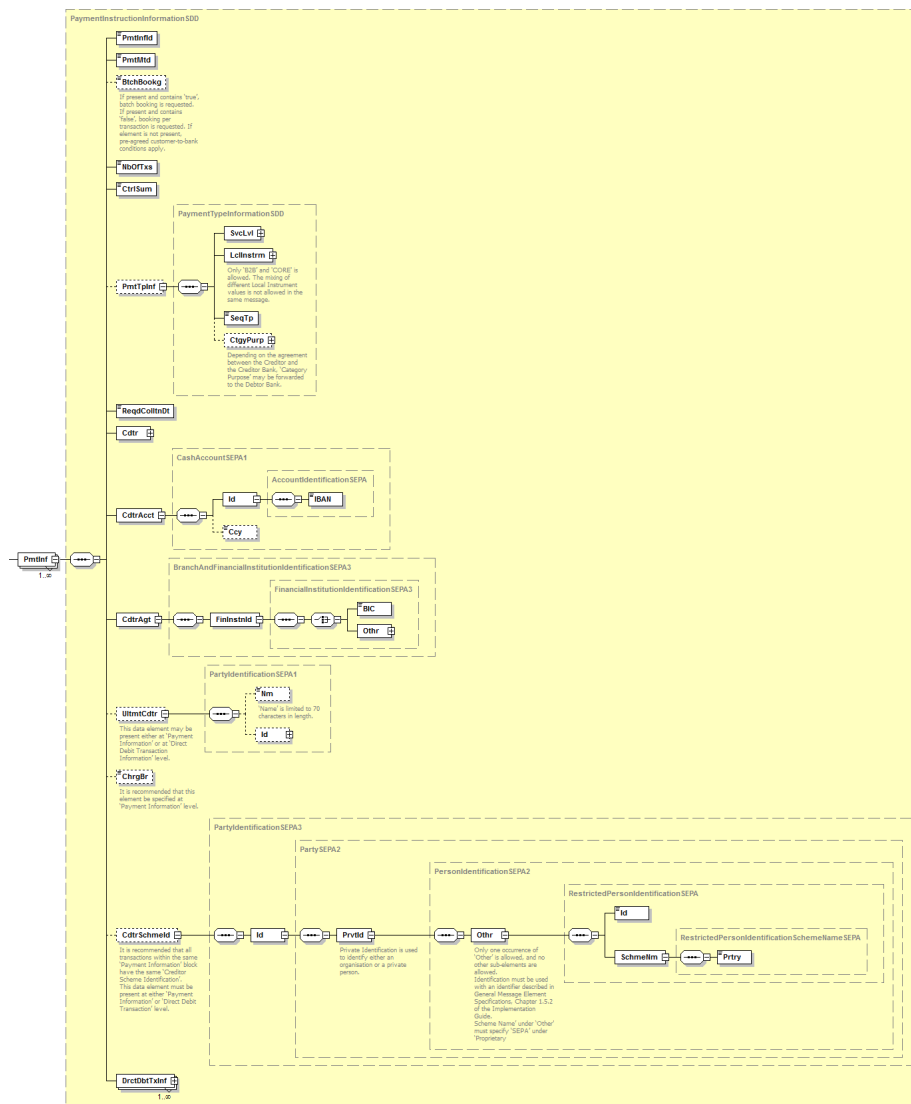 PaymentInstructionInformationSDD
PmtInfId
PmtMtd
BtchBookg
If present and contains 'true',
batch booking is requested.
If present and contains
'false', booking per
transaction is requested. If
element is not present,
pre-agreed customer-to-bank
conditions apply.
NbOfTxs
CtrlSum
PaymentTypeInformationSDD
SvcLvl
LclInstrm
Only 'B2B' and 'CORE' is
allowed. The mixing of
different Local Instrument
values is not allowed in the
same message.
PmtTpInf
SeqTp
CtgyPurp
Depending on the agreement
between the Creditor and
the Creditor Bank, 'Category
Purpose' may be forwarded
to the Debtor Bank.
ReqdColltnDt
Cdtr
CashAccountSEPA1
AccountIdentificationSEPA
Id
IBAN
CdtrAcct
Ccy
PmtInf
1..∞
BranchAndFinancialInstitutionIdentificationSEPA3
FinancialInstitutionIdentificationSEPA3
BIC
CdtrAgt
FinInstnId
Othr
PartyIdentificationSEPA1
Nm
'Name' is limited to 70
characters in length.
UltmtCdtr
This data element may be
present either at 'Payment
Information' or at 'Direct
Debit Transaction
Information' level.
Id
ChrgBr
It is recommended that this
element be specified at
'Payment Information' level.
PartyIdentificationSEPA3
PartySEPA2
PersonIdentificationSEPA2
RestrictedPersonIdentificationSEPA
Id
RestrictedPersonIdentificationSchemeNameSEPA
CdtrSchmeId
It is recommended that all
transactions within the same
'Payment Information' block
have the same 'Creditor
Scheme Identification'.
This data element must be
present at either 'Payment
Information' or 'Direct Debit
Transaction' level.
Id
PrvtId
Private Identification is used
to identify either an
organisation or a private
person.
Othr
Only one occurrence of
'Other' is allowed, and no
other sub-elements are
allowed.
Identification must be used
with an identifier described in
General Message Element
Specifications, Chapter 1.5.2
of the Implementation
Guide.
Scheme Name' under 'Other'
must specify 'SEPA' under
'Proprietary
SchmeNm
Prtry
DrctDbtTxInf
1..∞